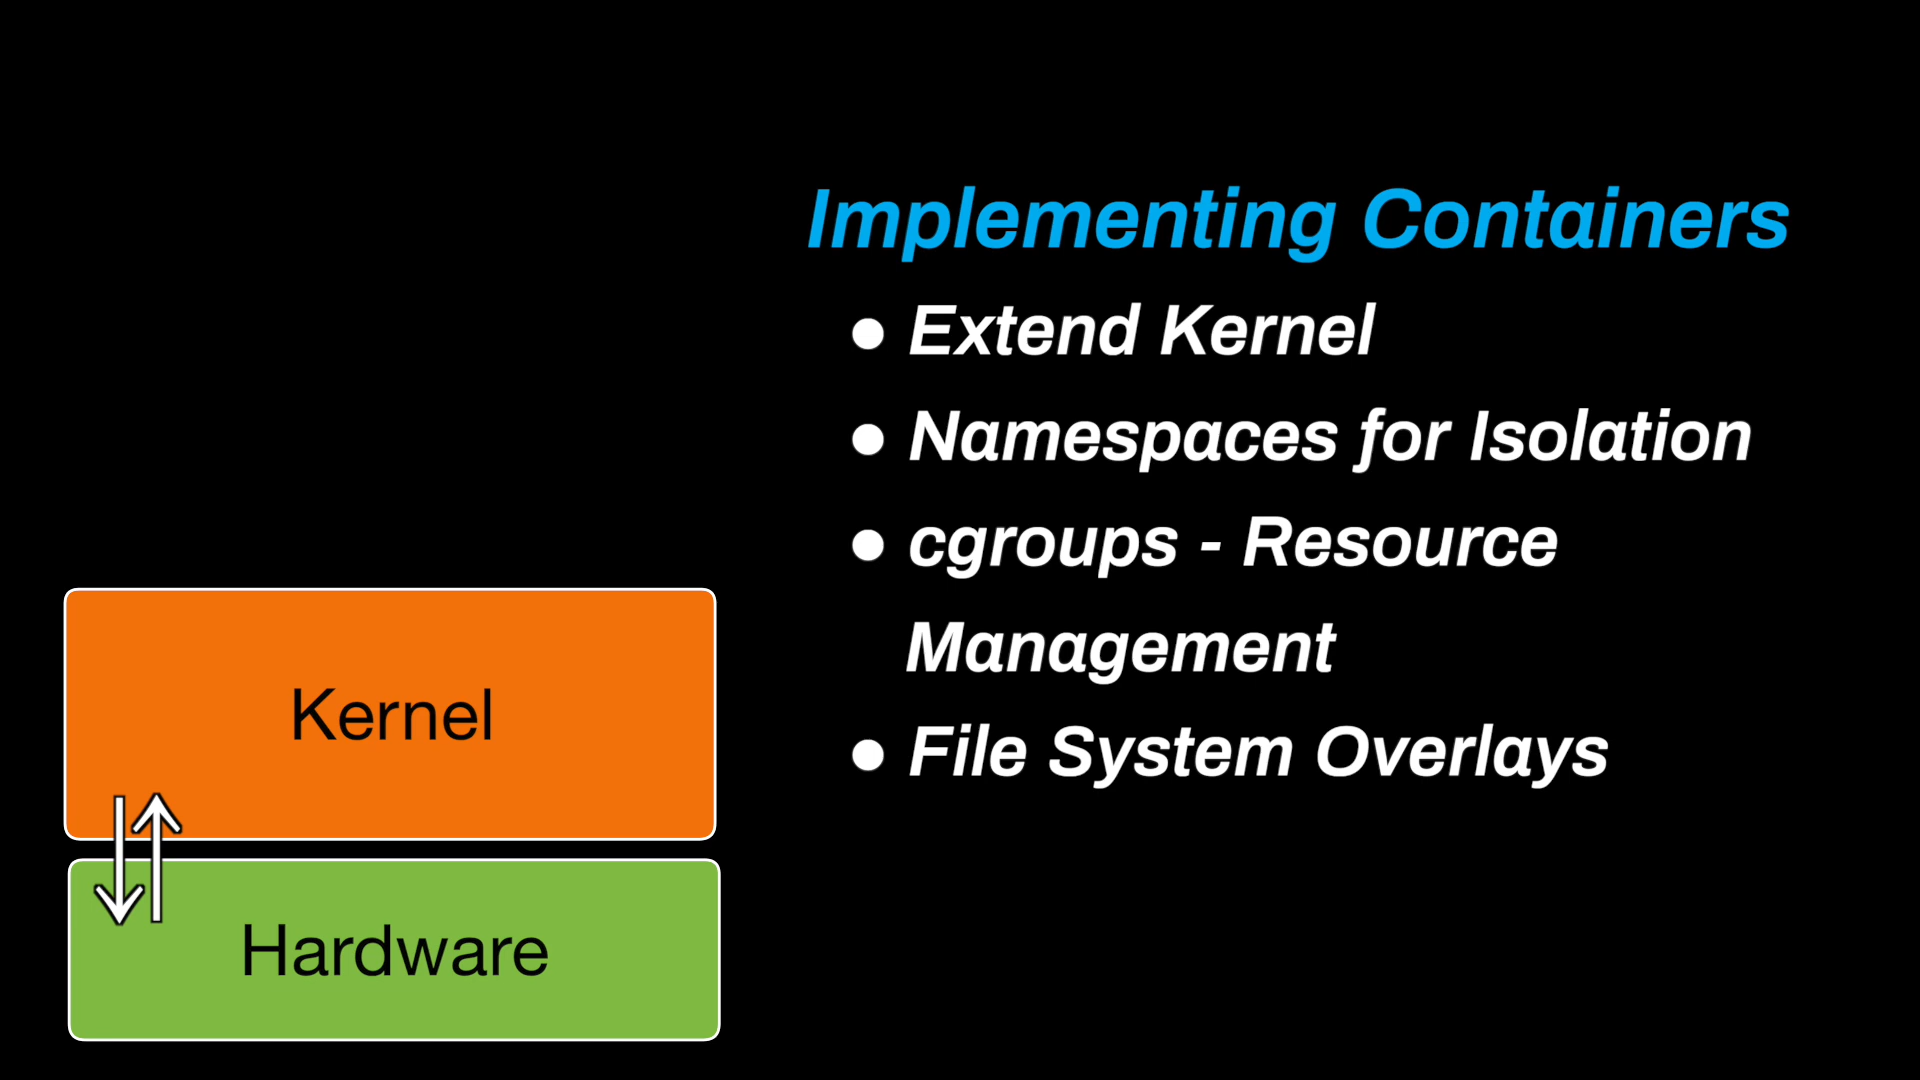 Implementing Containers
● Extend Kernel
● Namespaces for Isolation
● cgroups - Resource
Management
● File System Overlays
Kernel
Hardware